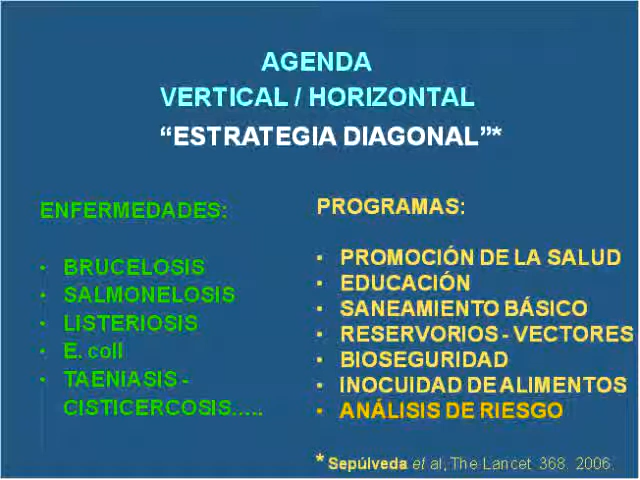 AGENDA
VERTICAL / HORIZONTAL
“ESTRATEGIA DIAGONAL”*
ENFERMEDADES:
• BRUCELOSIS
• SALMONELOSIS
• LISTERIOSIS
• E. coll
• TAENIASIS -
CISTICERCOSIS.....
PROGRAMAS:
• PROMOCIÓN DE LA SALUD
• EDUCACIÓN
• SANEAMIENTO BÁSICO
• RESERVORIOS - VECTORES
• BIOSEGURIDAD
• INOCUIDAD DE ALIMENTOS
• ANÁLISIS DE RIESGO
* Sepúlveda et al, The Lancet. 368. 2006.